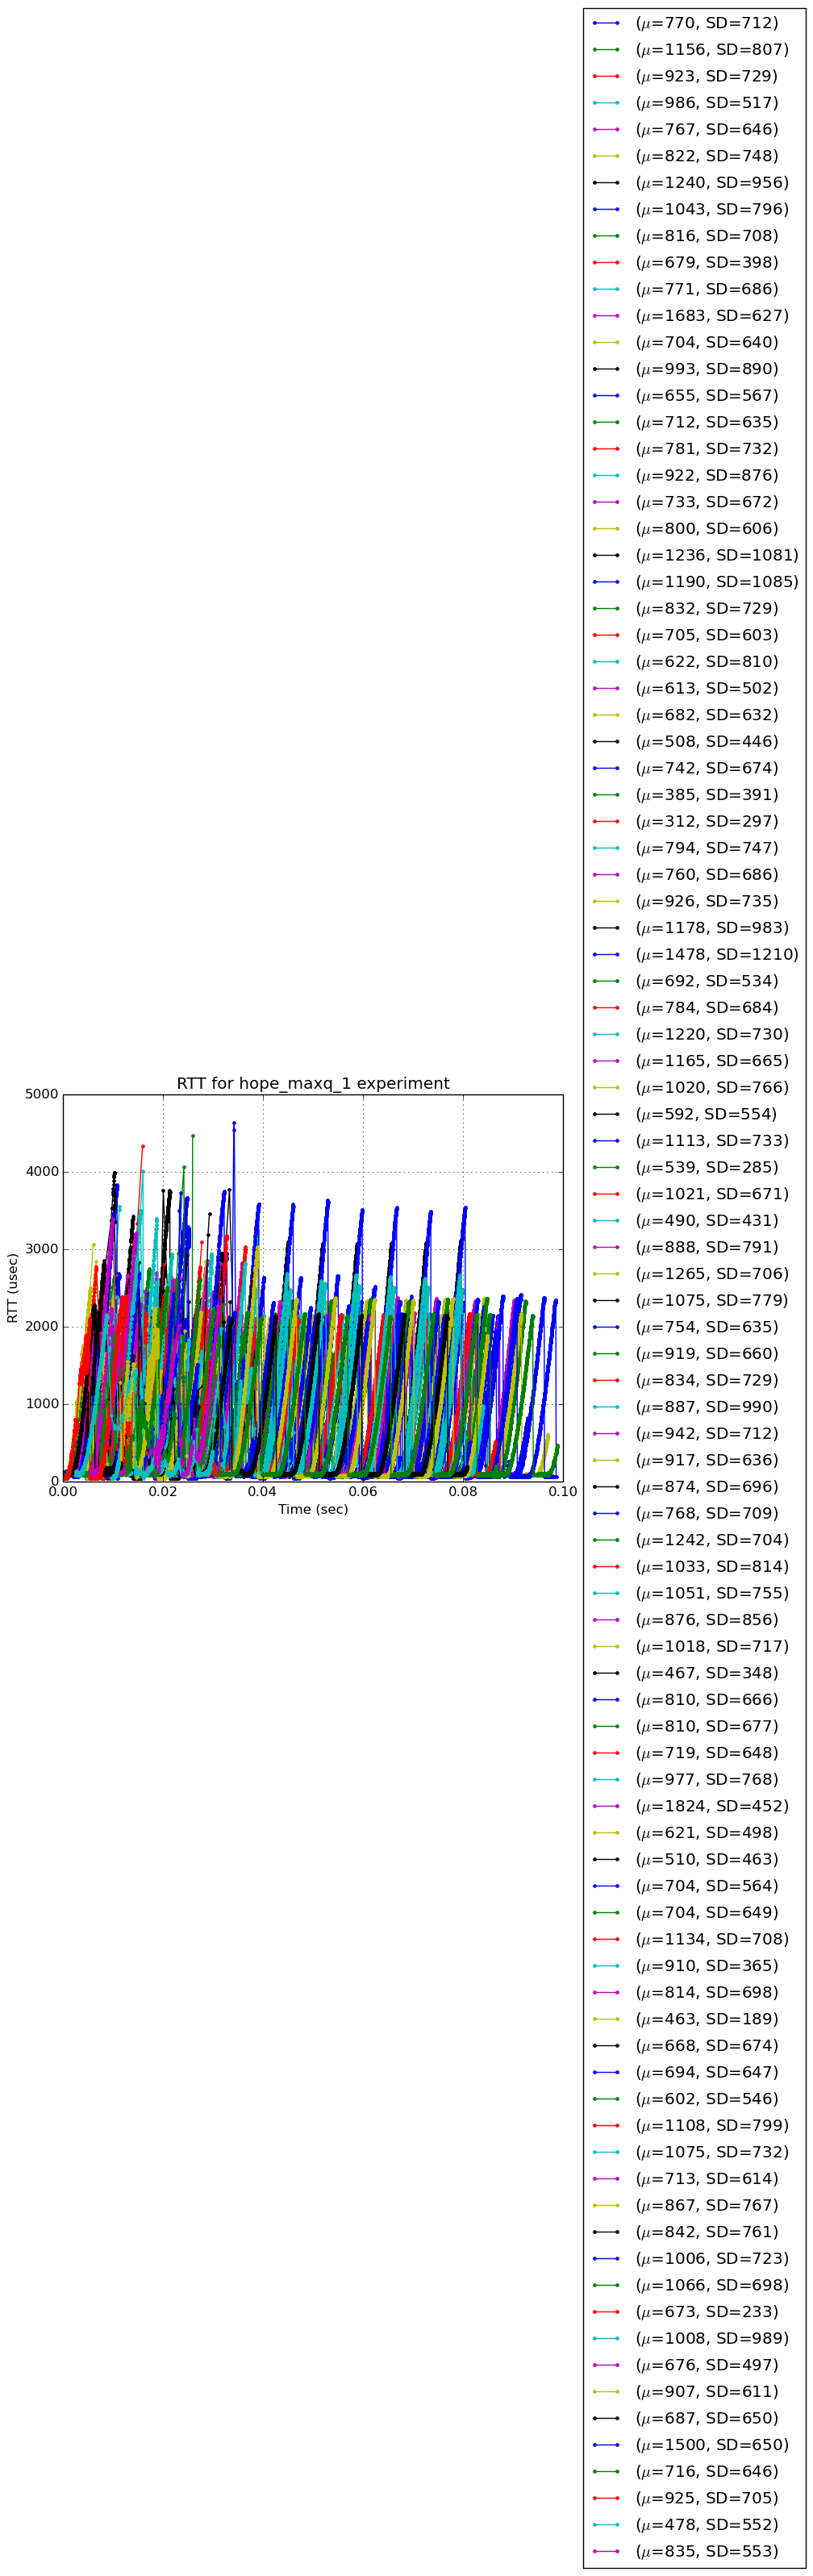 RTT for hope_maxq_1 experiment
RTT (usec)
5000
4000
3000
2000
1000
0
0.00 0.02 0.04 0.06 0.08 0.10
Time (sec)
(μ=770, SD=712)
(μ=1156, SD=807)
(μ=923, SD=729)
(μ=986, SD=517)
(μ=767, SD=646)
(μ=822, SD=748)
(μ=1240, SD=956)
(μ=1043, SD=796)
(μ=816, SD=708)
(μ=679, SD=398)
(μ=771, SD=686)
(μ=1683, SD=627)
(μ=704, SD=640)
(μ=993, SD=890)
(μ=655, SD=567)
(μ=712, SD=635)
(μ=781, SD=732)
(μ=922, SD=876)
(μ=733, SD=672)
(μ=800, SD=606)
(μ=1236, SD=1081)
(μ=1190, SD=1085)
(μ=832, SD=729)
(μ=705, SD=603)
(μ=622, SD=810)
(μ=613, SD=502)
(μ=682, SD=632)
(μ=508, SD=446)
(μ=742, SD=674)
(μ=385, SD=391)
(μ=312, SD=297)
(μ=794, SD=747)
(μ=760, SD=686)
(μ=926, SD=735)
(μ=1178, SD=983)
(μ=1478, SD=1210)
(μ=692, SD=534)
(μ=784, SD=684)
(μ=1220, SD=730)
(μ=1165, SD=665)
(μ=1020, SD=766)
(μ=592, SD=554)
(μ=1113, SD=733)
(μ=539, SD=285)
(μ=1021, SD=671)
(μ=490, SD=431)
(μ=888, SD=791)
(μ=1265, SD=706)
(μ=1075, SD=779)
(μ=754, SD=635)
(μ=919, SD=660)
(μ=834, SD=729)
(μ=887, SD=990)
(μ=942, SD=712)
(μ=917, SD=636)
(μ=874, SD=696)
(μ=768, SD=709)
(μ=1242, SD=704)
(μ=1033, SD=814)
(μ=1051, SD=755)
(μ=876, SD=856)
(μ=1018, SD=717)
(μ=467, SD=348)
(μ=810, SD=666)
(μ=810, SD=677)
(μ=719, SD=648)
(μ=977, SD=768)
(μ=1824, SD=452)
(μ=621, SD=498)
(μ=510, SD=463)
(μ=704, SD=564)
(μ=704, SD=649)
(μ=1134, SD=708)
(μ=910, SD=365)
(μ=814, SD=698)
(μ=463, SD=189)
(μ=668, SD=674)
(μ=694, SD=647)
(μ=602, SD=546)
(μ=1108, SD=799)
(μ=1075, SD=732)
(μ=713, SD=614)
(μ=867, SD=767)
(μ=842, SD=761)
(μ=1006, SD=723)
(μ=1066, SD=698)
(μ=673, SD=233)
(μ=1008, SD=989)
(μ=676, SD=497)
(μ=907, SD=611)
(μ=687, SD=650)
(μ=1500, SD=650)
(μ=716, SD=646)
(μ=925, SD=705)
(μ=478, SD=552)
(μ=835, SD=553)